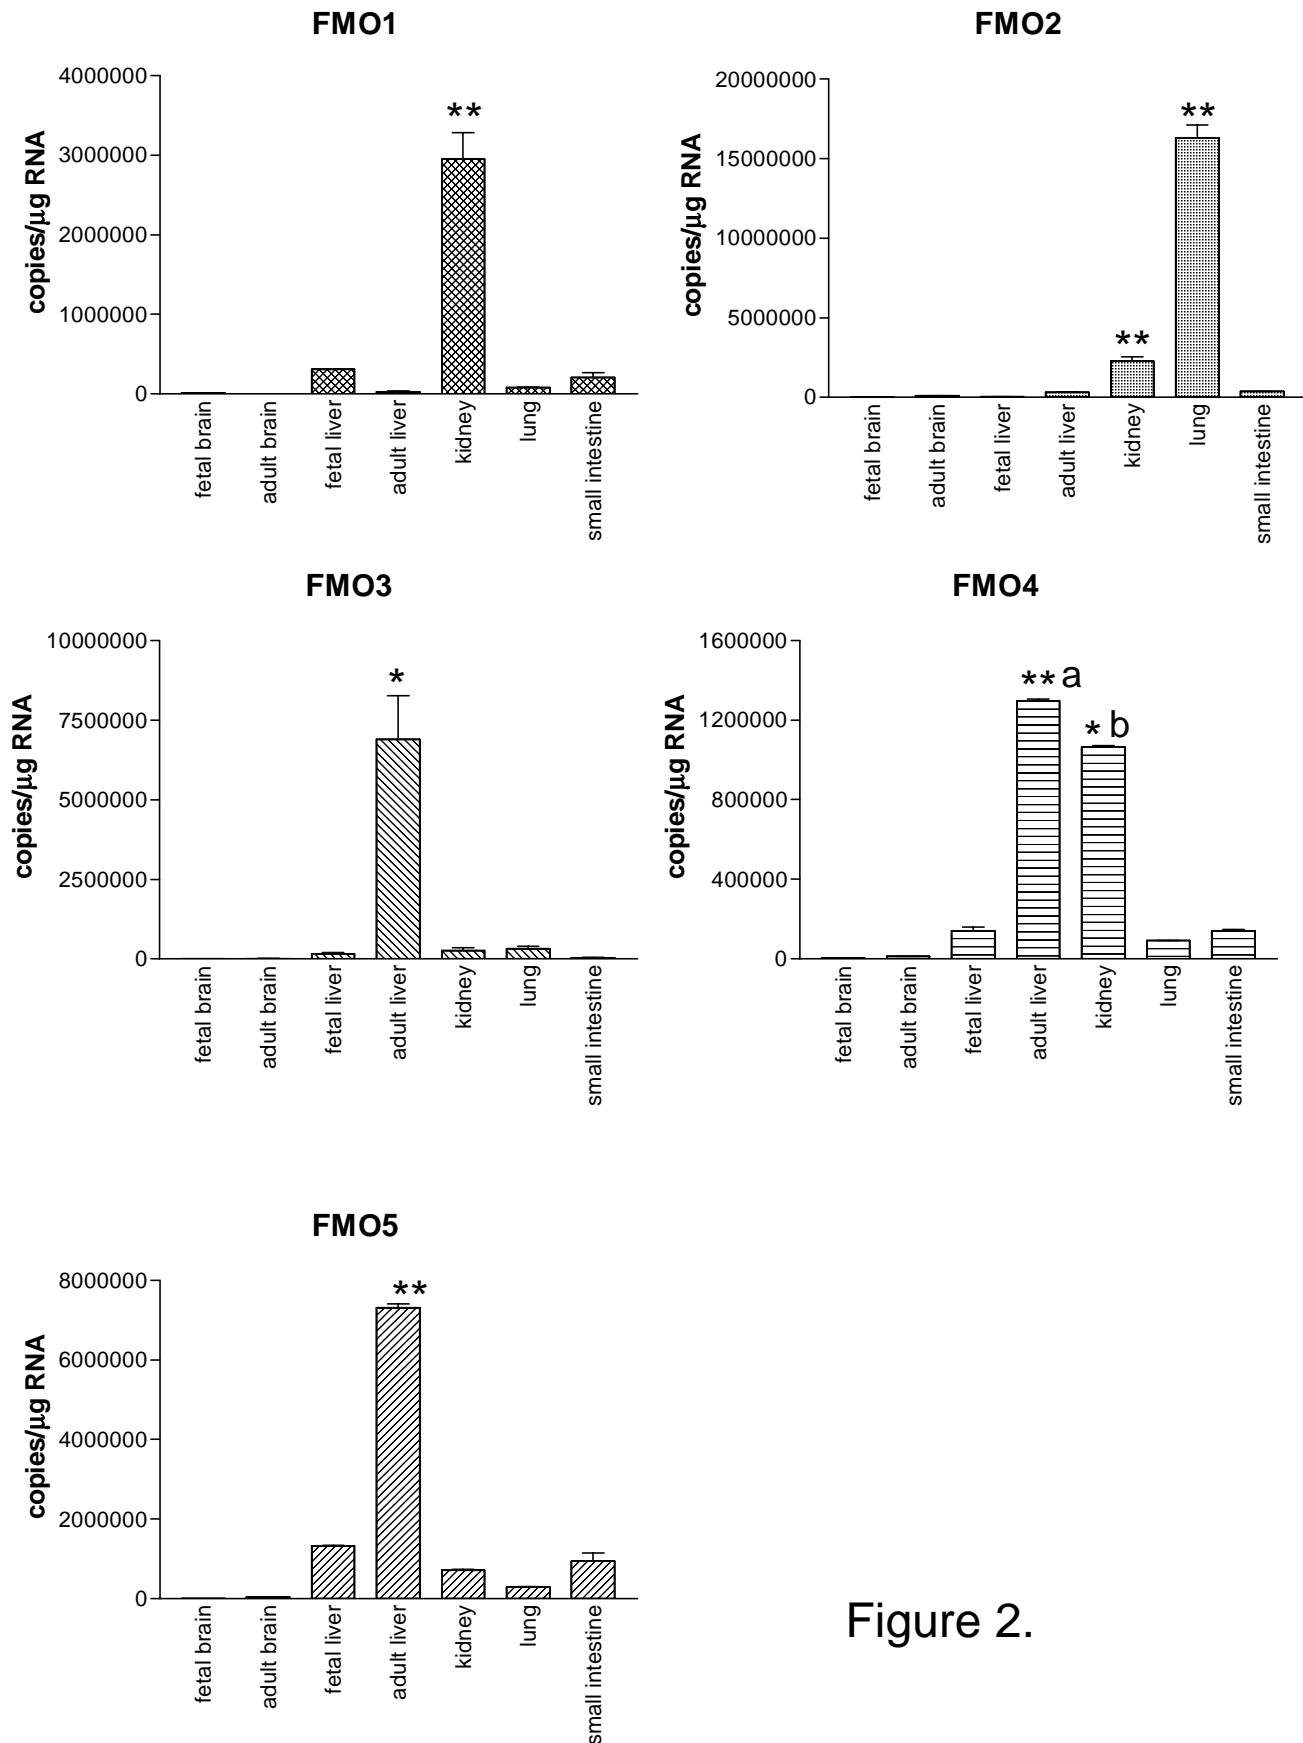 FMO1
copies/µg RNA
4000000
3000000
2000000
1000000
0
**
fetal brain
adult brain
fetal liver
adult liver
kidney
lung
small intestine
FMO2
copies/µg RNA
20000000
15000000
10000000
5000000
0
**
**
fetal brain
adult brain
fetal liver
adult liver
kidney
lung
small intestine
FMO3
copies/µg RNA
10000000
7500000
5000000
2500000
0
*
fetal brain
adult brain
fetal liver
adult liver
kidney
lung
small intestine
FMO4
copies/µg RNA
1600000
1200000
800000
400000
0
** a
* b
fetal brain
adult brain
fetal liver
adult liver
kidney
lung
small intestine
FMO5
copies/µg RNA
8000000
6000000
4000000
2000000
0
**
fetal brain
adult brain
fetal liver
adult liver
kidney
lung
small intestine
Figure 2.